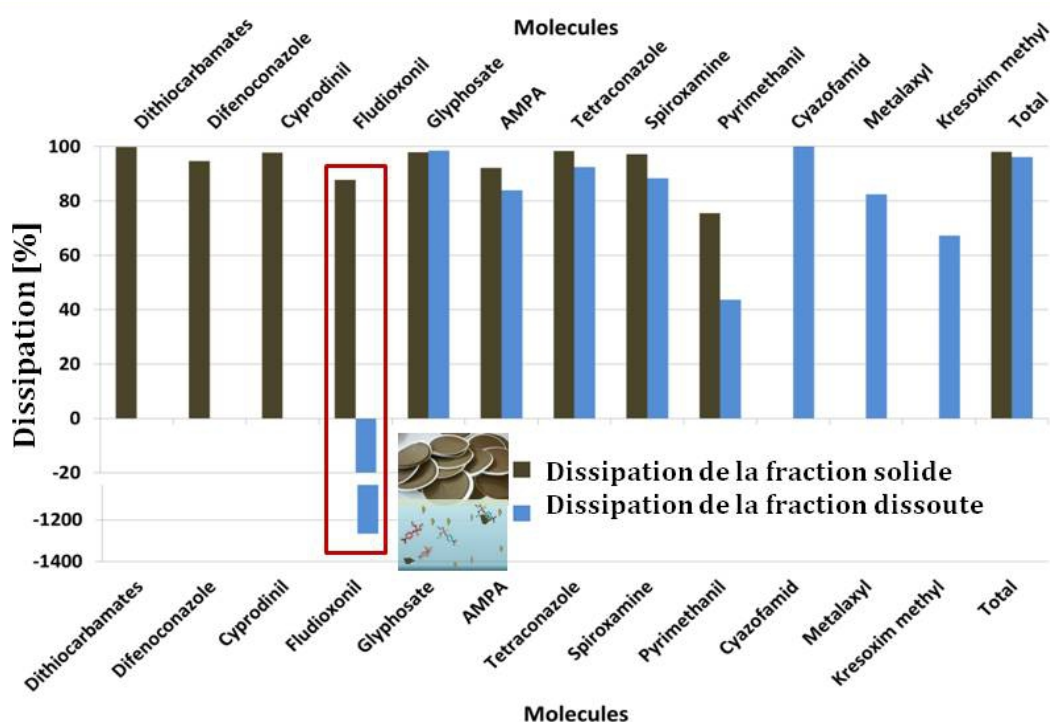 Molecules
Dithiocarbamates
Difenoconazole
Cyprodinil
Fludioxonil
Glyphosate
AMPA
Tetraconazole
Spiroxamine
Pyrimethanil
Cyazofamid
Metalaxyl
Kresoxim methyl
Total
Dissipation [%]
100
80
60
40
20
0
-20
-1200
-1400
Dissipation de la fraction solide
Dissipation de la fraction dissoute
Dithiocarbamates
Difenoconazole
Cyprodinil
Fludioxonil
Glyphosate
AMPA
Tetraconazole
Spiroxamine
Pyrimethanil
Cyazofamid
Metalaxyl
Kresoxim methyl
Total
Molecules